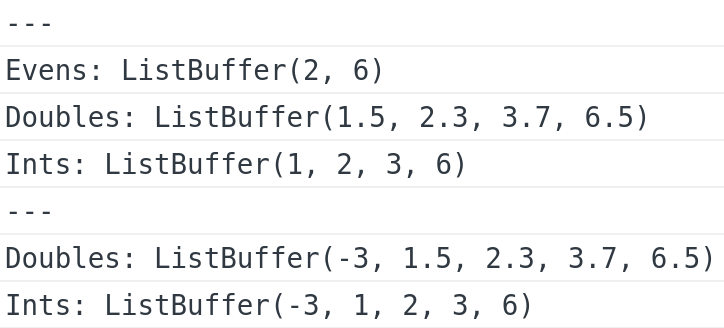 ---
Evens: ListBuffer(2, 6)
Doubles: ListBuffer(1.5, 2.3, 3.7, 6.5)
Ints: ListBuffer(1, 2, 3, 6)
---
Doubles: ListBuffer(-3, 1.5, 2.3, 3.7, 6.5)
Ints: ListBuffer(-3, 1, 2, 3, 6)